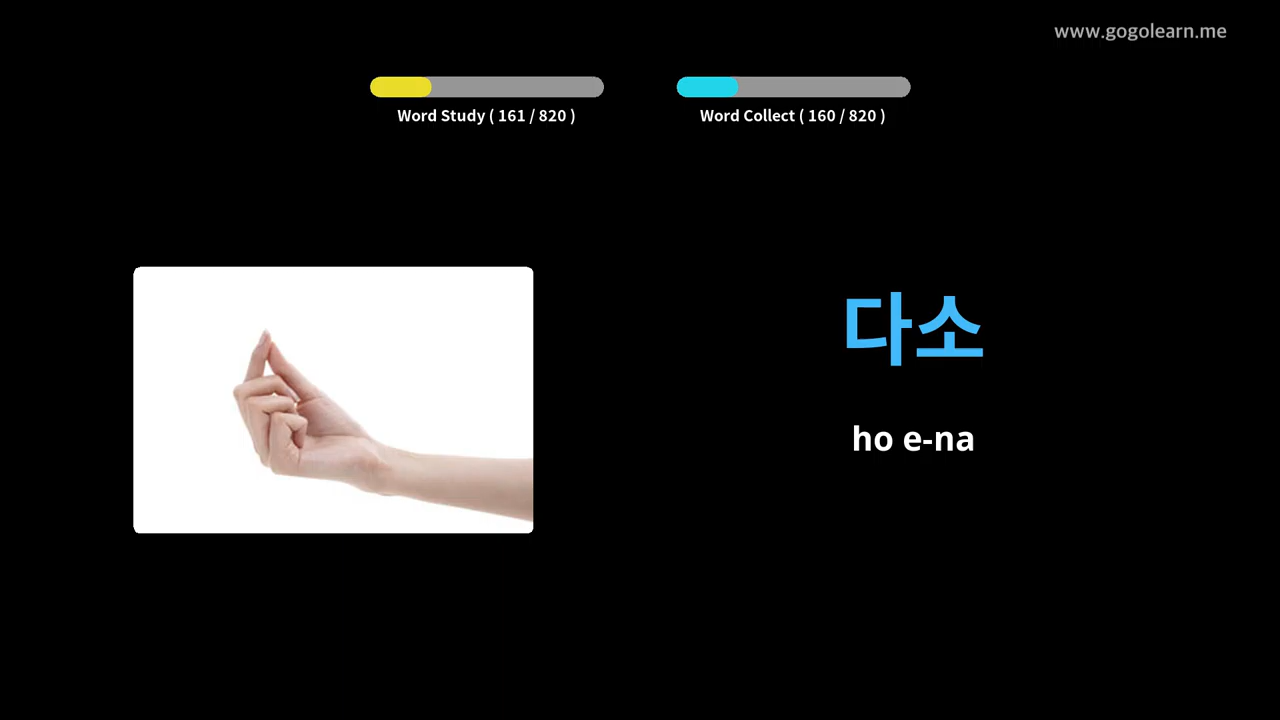 www.gogolearn.me
Word Study ( 161 / 820 )
Word Collect ( 160 / 820 )
다소
ho e-na